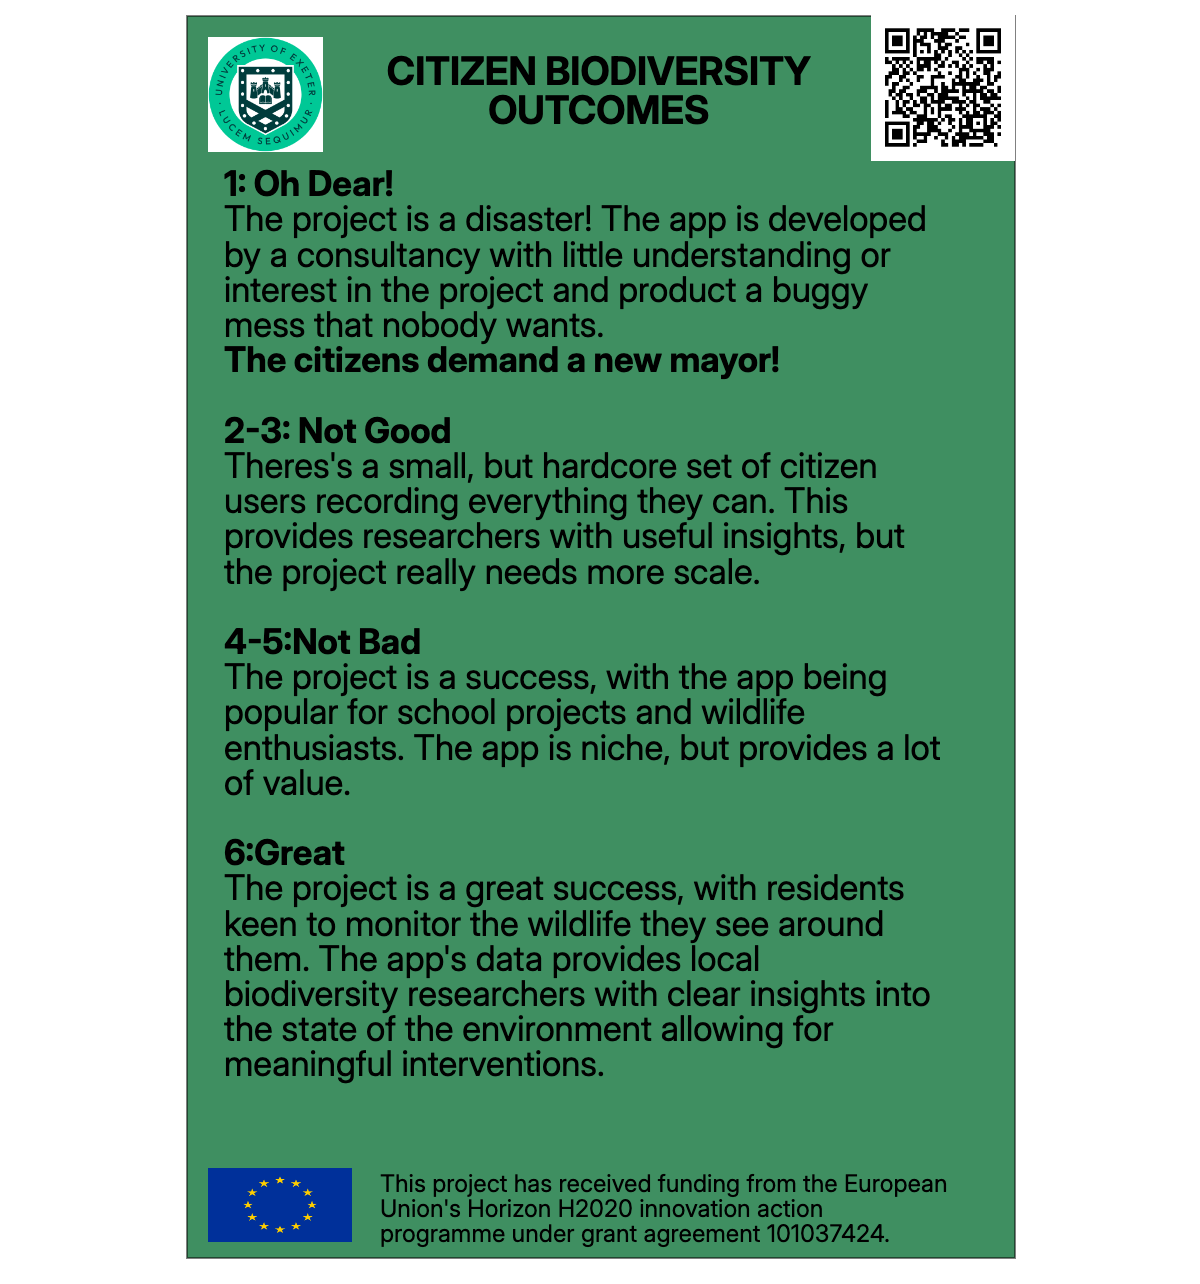 UNIVERSITY OF EXETER
LUCEM SEQUIMUR
CITIZEN BIODIVERSITY
OUTCOMES
1: Oh Dear!
The project is a disaster! The app is developed
by a consultancy with little understanding or
interest in the project and product a buggy
mess that nobody wants.
The citizens demand a new mayor!
2-3: Not Good
Theres's a small, but hardcore set of citizen
users recording everything they can. This
provides researchers with useful insights, but
the project really needs more scale.
4-5:Not Bad
The project is a success, with the app being
popular for school projects and wildlife
enthusiasts. The app is niche, but provides a lot
of value.
6:Great
The project is a great success, with residents
keen to monitor the wildlife they see around
them. The app's data provides local
biodiversity researchers with clear insights into
the state of the environment allowing for
meaningful interventions.
This project has received funding from the European
Union's Horizon H2020 innovation action
programme under grant agreement 101037424.